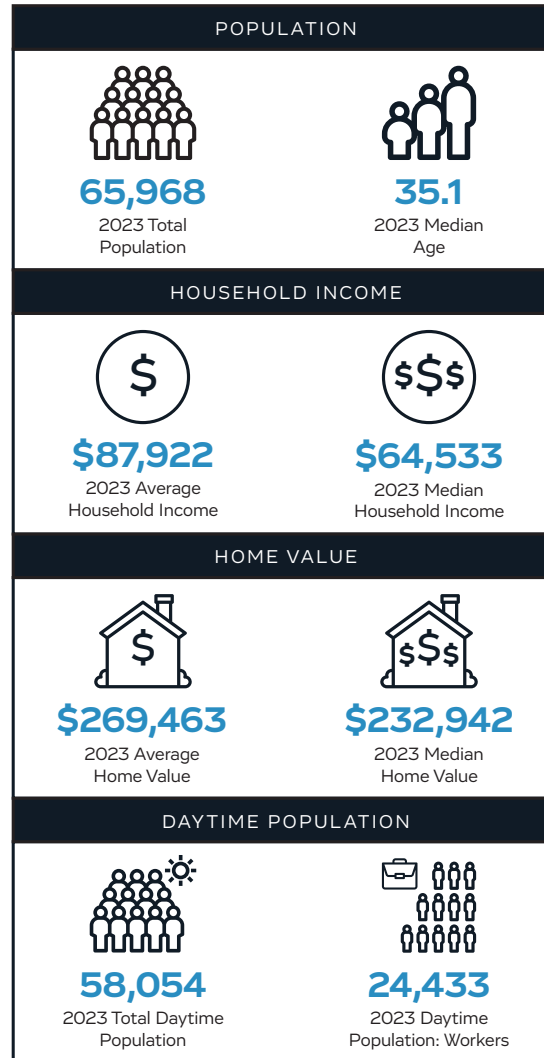 POPULATION
65,968
2023 Total
Population
35.1
2023 Median
Age
HOUSEHOLD INCOME
$
$$$
$87,922
2023 Average
Household Income
$64,533
2023 Median
Household Income
HOME VALUE
$
$$$
$269,463
2023 Average
Home Value
$232,942
2023 Median
Home Value
DAYTIME POPULATION
58,054
2023 Total Daytime
Population
24,433
2023 Daytime
Population: Workers